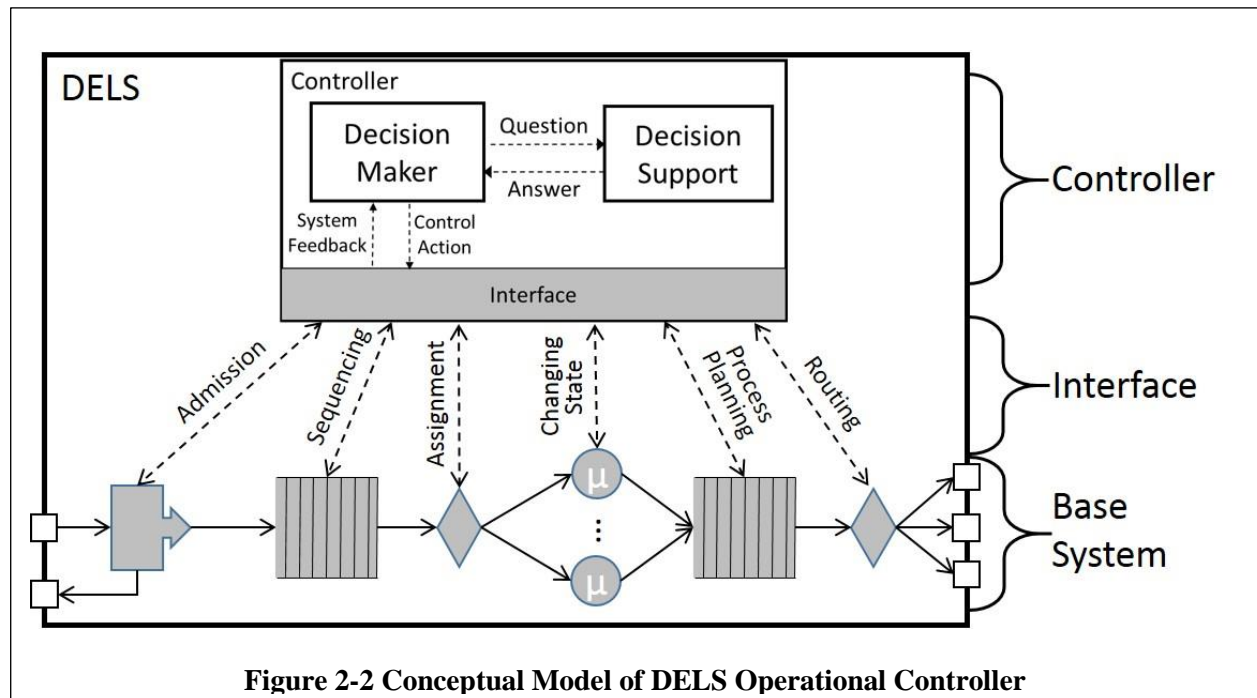 DELS
Controller
Decision
Maker
Question
Answer
Decision
Support
System
Feedback
Control
Action
Interface
Admission
Sequencing
Assignment
Changing
State
Process
Planning
Routing
μ
...
μ
Controller
Interface
Base
System
Figure 2-2 Conceptual Model of DELS Operational Controller